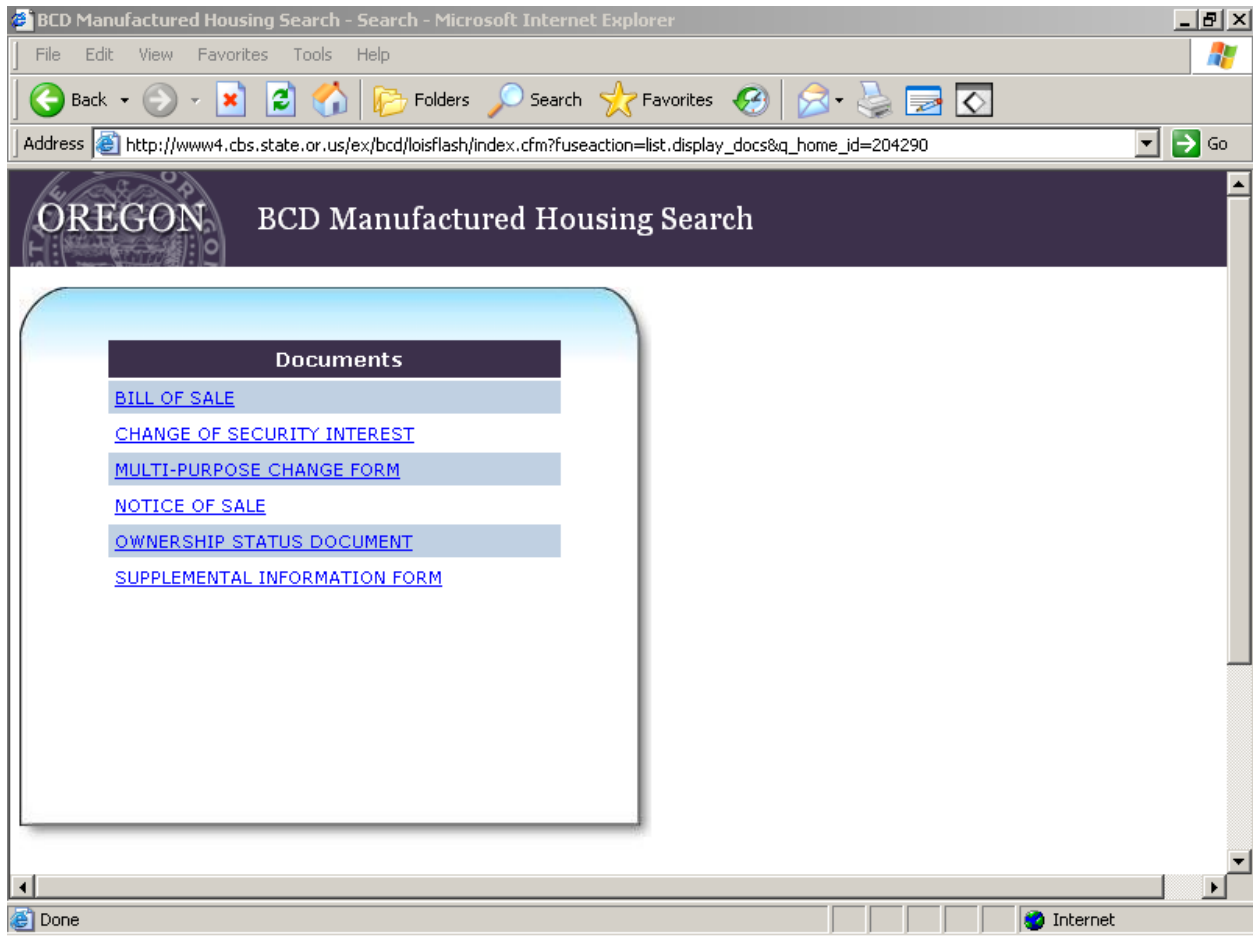 BCD Manufactured Housing Search - Search - Microsoft Internet Explorer
File Edit View Favorites Tools Help
Back Folders Search Favorites
Address http://www4.cbs.state.or.us/ex/bcd/loisflash/index.cfm?fuseaction=list.display_docs&q_home_id=204290 Go
OREGON BCD Manufactured Housing Search
Documents
BILL OF SALE
CHANGE OF SECURITY INTEREST
MULTI-PURPOSE CHANGE FORM
NOTICE OF SALE
OWNERSHIP STATUS DOCUMENT
SUPPLEMENTAL INFORMATION FORM
Done Internet